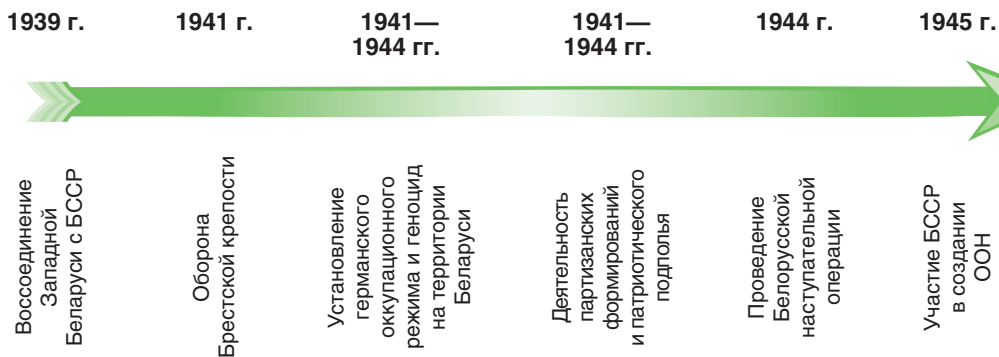 1939 г.
1941 г.
1941—
1944 гг.
1941—
1944 гг.
1944 г.
1945 г.
Воссоединение
Западной
Беларуси с БССР
Оборона
Брестской крепости
Установление
германского
оккупационного
режима и геноцид
на территории
Беларуси
Деятельность
партизанских
формирований
и патриотического
подполья
Проведение
Белорусской
наступательной
операции
Участие БССР
в создании
ООН